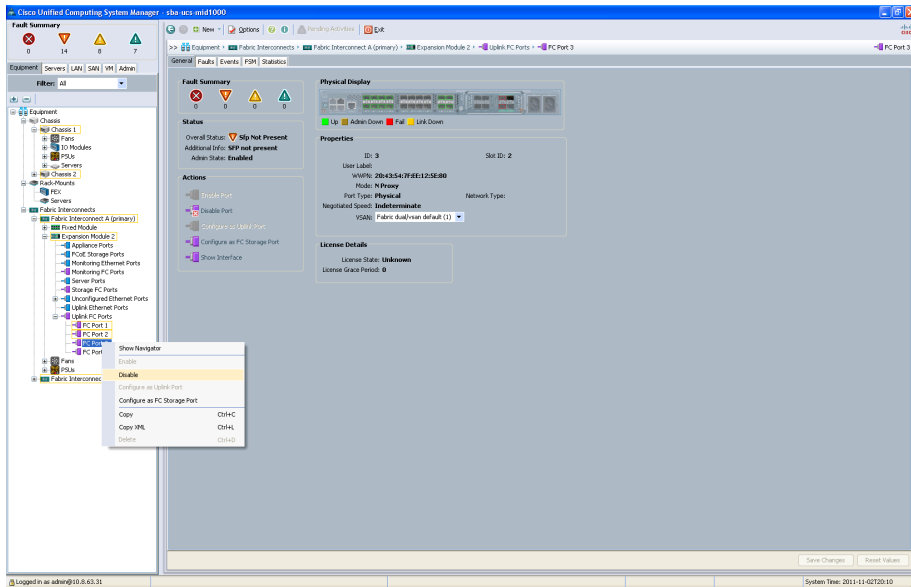 Cisco Unified Computing System Manager - sba-ucs-mid1000
Fault Summary
0 14 8 7
Equipment Servers LAN SAN VM Admin
Filter: All
Equipment
Chassis
Chassis 1
Fans
IO Modules
PSUs
Servers
Chassis 2
Rack-Mounts
FEX
Servers
Fabric Interconnects
Fabric Interconnect A (primary)
Fixed Module
Expansion Module 2
Appliance Ports
FCoE Storage Ports
Monitoring Ethernet Ports
Monitoring FC Ports
Server Ports
Storage FC Ports
Unconfigured Ethernet Ports
Uplink Ethernet Ports
Uplink FC Ports
FC Port 1
FC Port 2
FC Port
FC Port
Fans
PSUs
Fabric Interconnec
Show Navigator
Enable
Disable
Configure as Uplink Port
Configure as FC Storage Port
Copy Ctrl+C
Copy XML Ctrl+L
Delete Ctrl+D
New Options Pending Activities Exit
cisco
>> Equipment Fabric Interconnects Fabric Interconnect A (primary) Expansion Module 2 Uplink FC Ports FC Port 3
FC Port 3
General Faults Events FSM Statistics
Fault Summary
0 0 0 0
Status
Overall Status: Sfp Not Present
Additional Info: SFP not present
Admin State: Enabled
Actions
Enable Port
Disable Port
Configure as Uplink Port
Configure as FC Storage Port
Show Interface
Physical Display
Up Admin Down Fail Link Down
Properties
ID: 3 Slot ID: 2
User Label:
WWPN: 20:43:54:7F:EE:12:5E:80
Mode: N Proxy
Port Type: Physical Network Type:
Negotiated Speed: Indeterminate
VSAN: Fabric dual/vsan default (1)
License Details
License State: Unknown
License Grace Period: 0
Save Changes Reset Values
Logged in as admin@10.8.63.31
System Time: 2011-11-02T20:10